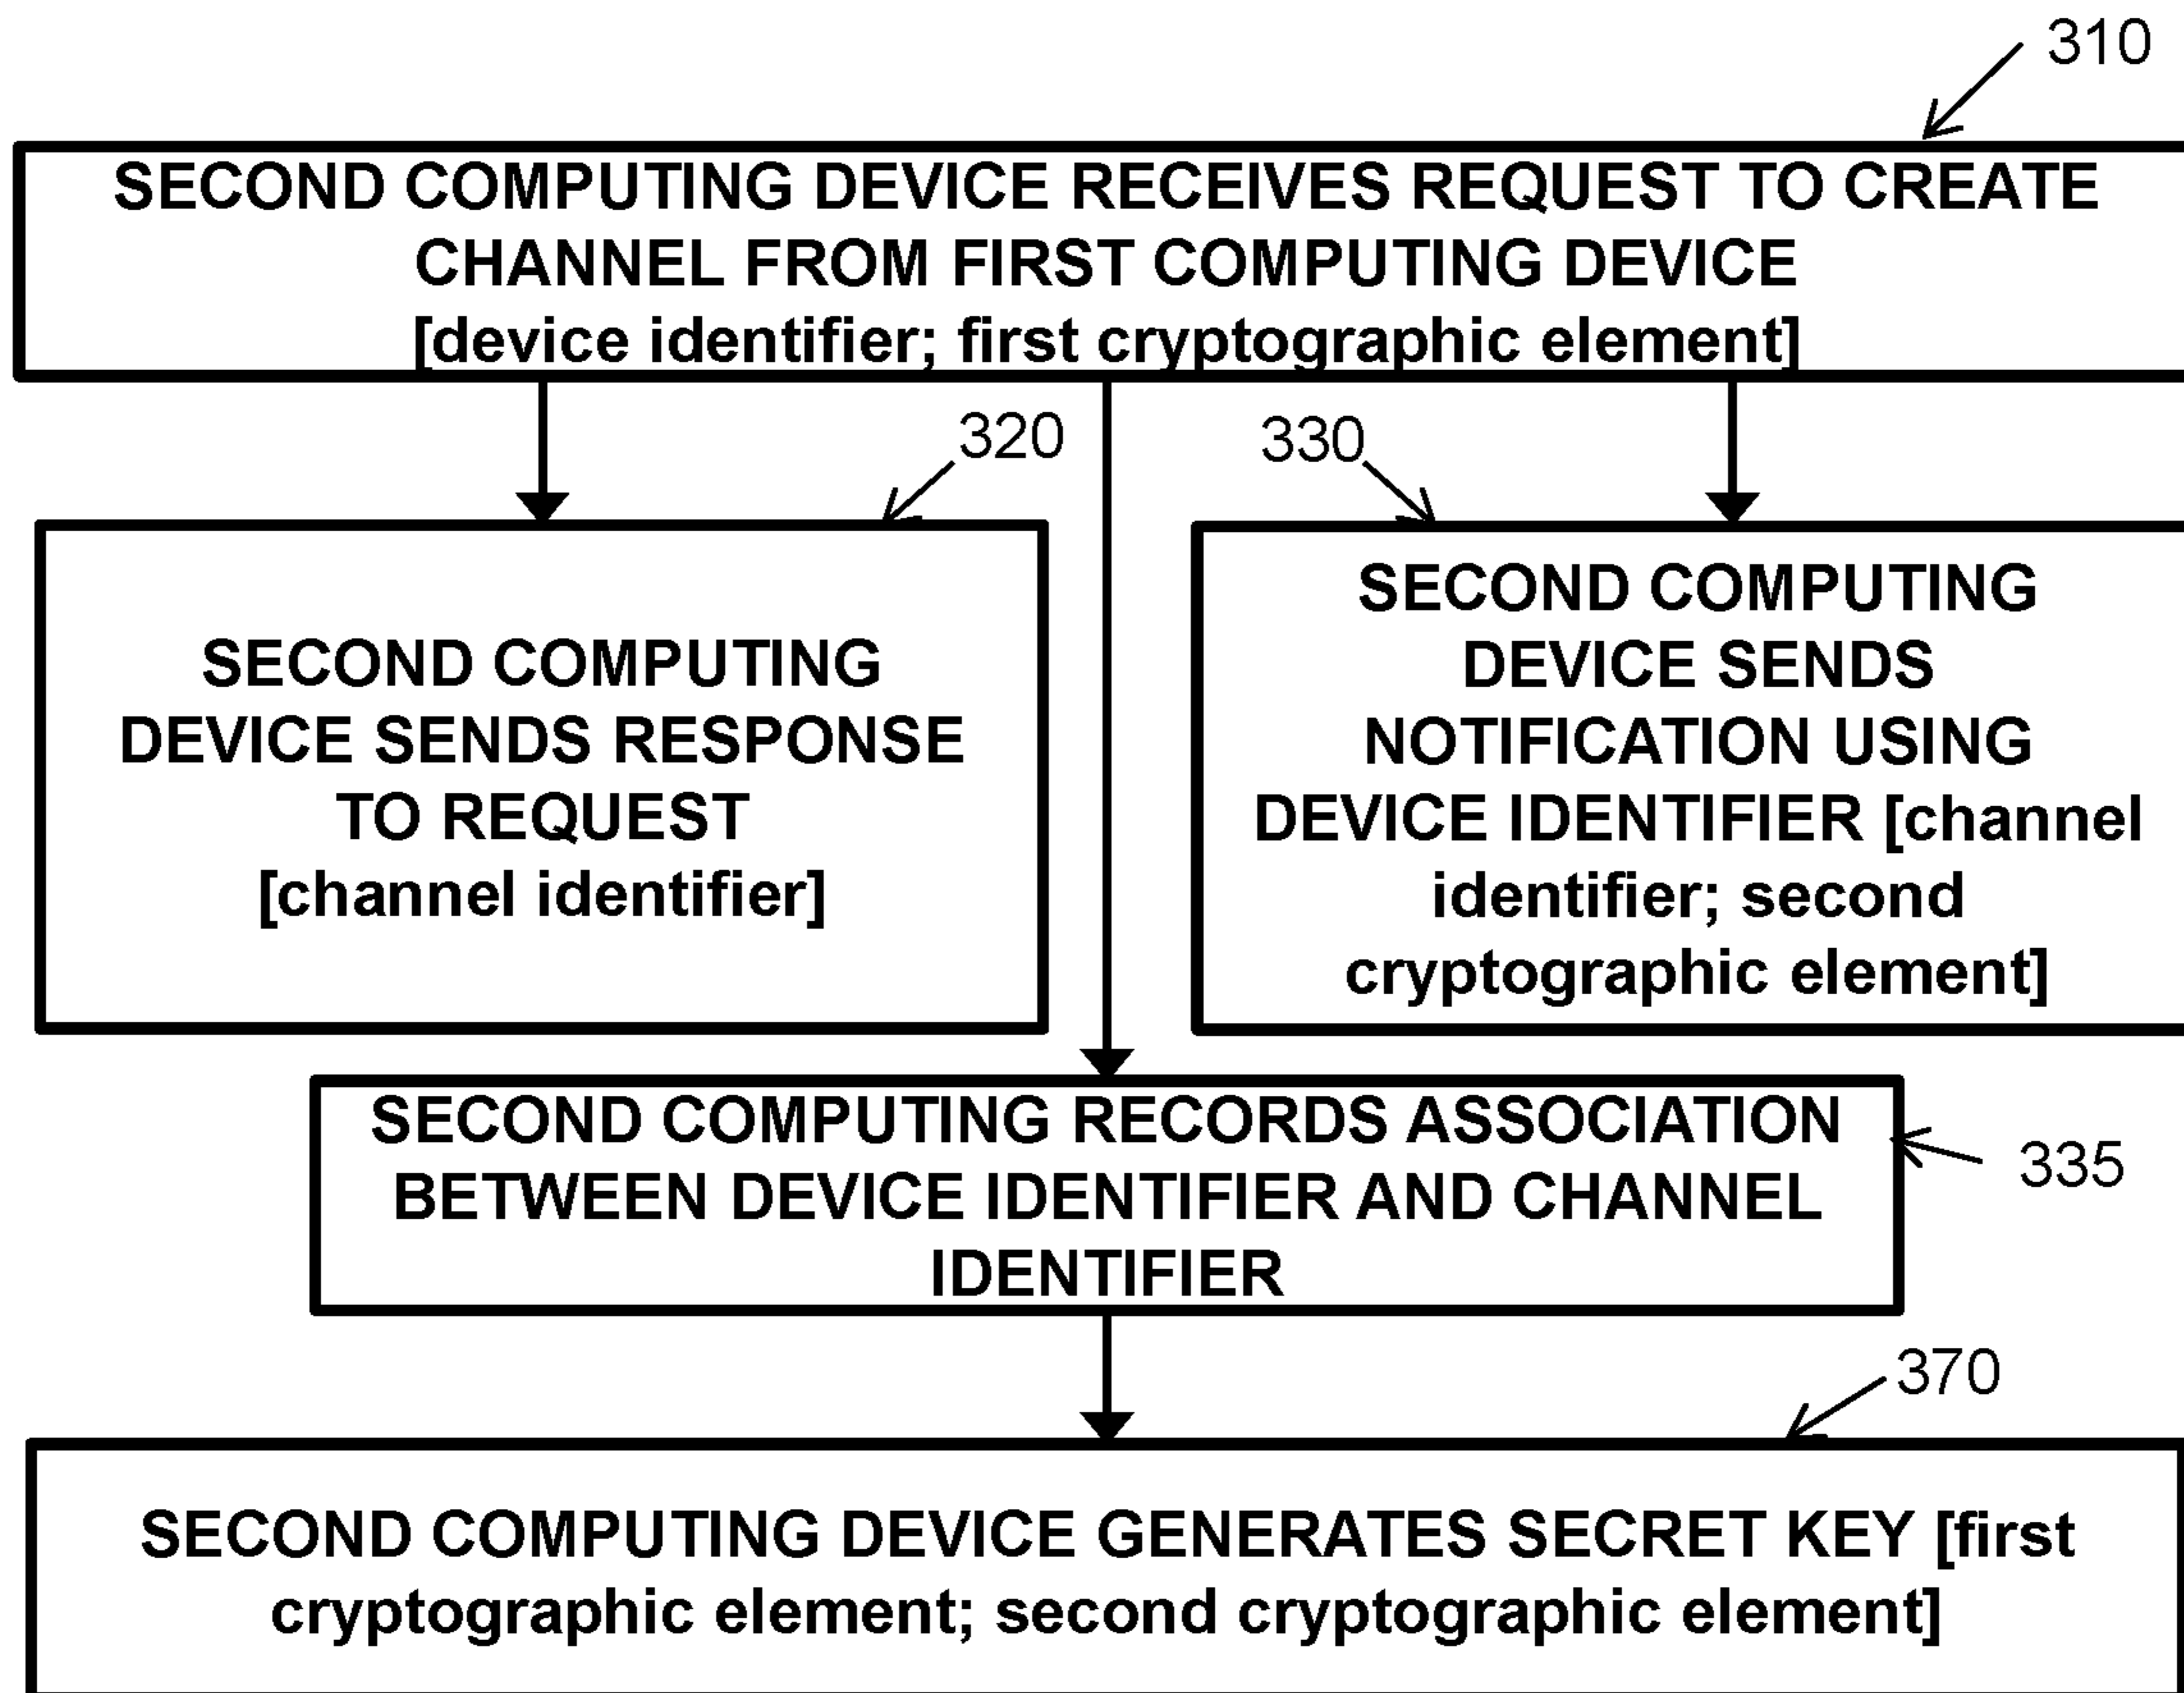 310
SECOND COMPUTING DEVICE RECEIVES REQUEST TO CREATE
CHANNEL FROM FIRST COMPUTING DEVICE
[device identifier; first cryptographic element]
320
330
SECOND COMPUTING
DEVICE SENDS RESPONSE
TO REQUEST
[channel identifier]
SECOND COMPUTING
DEVICE SENDS
NOTIFICATION USING
DEVICE IDENTIFIER [channel
identifier; second
cryptographic element]
SECOND COMPUTING RECORDS ASSOCIATION
BETWEEN DEVICE IDENTIFIER AND CHANNEL
IDENTIFIER
335
370
SECOND COMPUTING DEVICE GENERATES SECRET KEY [first
cryptographic element; second cryptographic element]